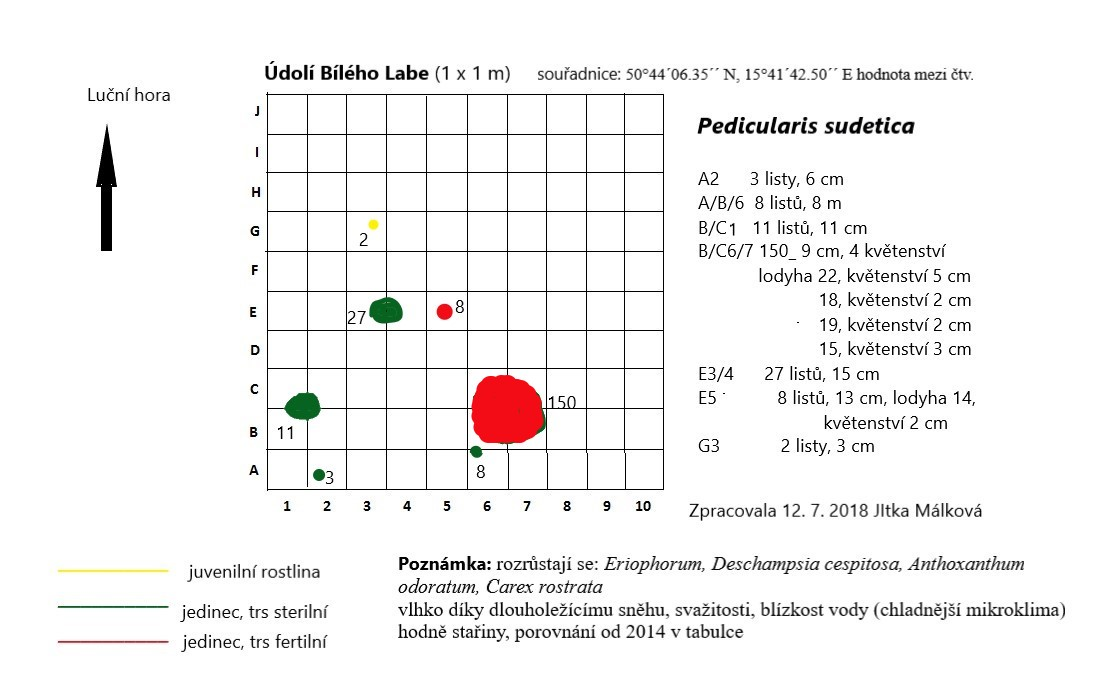 Údolí Bílého Labe (1 x 1 m) souřadnice: 50°44´06.35´´ N, 15°41´42.50´´ E hodnota mezi čtv.
Luční hora
J
I
H
G
F
E
D
C
B
A
2
27
8
150
11
3
8
1 2 3 4 5 6 7 8 9 10
Pedicularis sudetica
A2 3 listy, 6 cm
A/B/6 8 listů, 8 m
B/C1 11 listů, 11 cm
B/C6/7 150_ 9 cm, 4 květenství
lodyha 22, květenství 5 cm
18, květenství 2 cm
19, květenství 2 cm
15, květenství 3 cm
E3/4 27 listů, 15 cm
E5 8 listů, 13 cm, lodyha 14,
květenství 2 cm
G3 2 listy, 3 cm
Zpracovala 12. 7. 2018 JItka Málková
juvenilní rostlina
jedinec, trs sterilní
jedinec, trs fertilní
Poznámka: rozrůstají se: Eriophorum, Deschampsia cespitosa, Anthoxanthum
odoratum, Carex rostrata
vlhko díky dlouholežícímu sněhu, svažitosti, blízkost vody (chladnější mikroklima)
hodně stařiny, porovnání od 2014 v tabulce